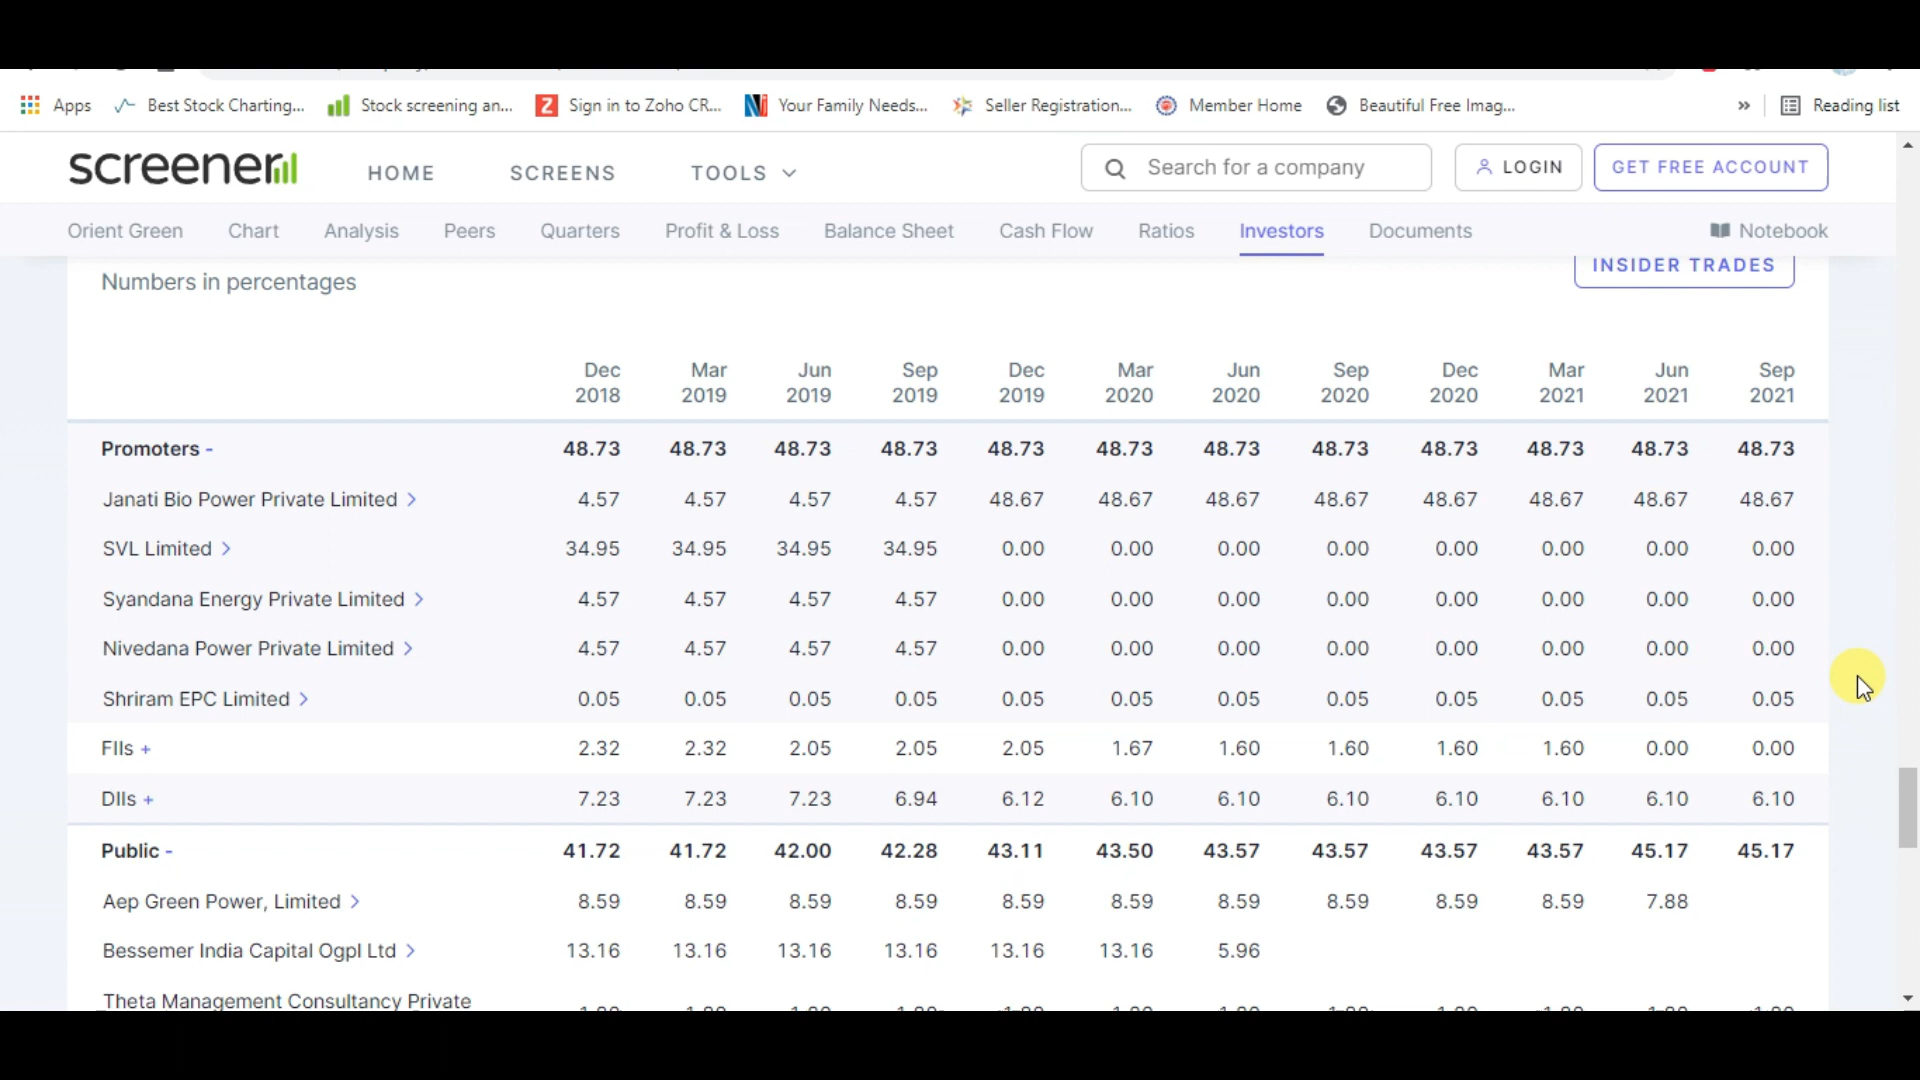 Apps Best Stock Charting... Stock screening an... Sign in to Zoho CR... Your Family Needs... Seller Registration... Member Home Beautiful Free Imag... » Reading list
screener HOME SCREENS TOOLS Search for a company LOGIN GET FREE ACCOUNT
Orient Green Chart Analysis Peers Quarters Profit & Loss Balance Sheet Cash Flow Ratios Investors Documents Notebook
INSIDER TRADES
Numbers in percentages
Dec Mar Jun Sep Dec Mar Jun Sep Dec Mar Jun Sep
2018 2019 2019 2019 2019 2020 2020 2020 2020 2021 2021 2021
Promoters - 48.73 48.73 48.73 48.73 48.73 48.73 48.73 48.73 48.73 48.73 48.73 48.73
Janati Bio Power Private Limited > 4.57 4.57 4.57 4.57 48.67 48.67 48.67 48.67 48.67 48.67 48.67 48.67
SVL Limited > 34.95 34.95 34.95 34.95 0.00 0.00 0.00 0.00 0.00 0.00 0.00 0.00
Syandana Energy Private Limited > 4.57 4.57 4.57 4.57 0.00 0.00 0.00 0.00 0.00 0.00 0.00 0.00
Nivedana Power Private Limited > 4.57 4.57 4.57 4.57 0.00 0.00 0.00 0.00 0.00 0.00 0.00 0.00
Shriram EPC Limited > 0.05 0.05 0.05 0.05 0.05 0.05 0.05 0.05 0.05 0.05 0.05 0.05
FIIs + 2.32 2.32 2.05 2.05 2.05 1.67 1.60 1.60 1.60 1.60 0.00 0.00
DIIs + 7.23 7.23 7.23 6.94 6.12 6.10 6.10 6.10 6.10 6.10 6.10 6.10
Public - 41.72 41.72 42.00 42.28 43.11 43.50 43.57 43.57 43.57 43.57 45.17 45.17
Aep Green Power, Limited > 8.59 8.59 8.59 8.59 8.59 8.59 8.59 8.59 8.59 8.59 7.88
Bessemer India Capital Ogpl Ltd > 13.16 13.16 13.16 13.16 13.16 13.16 5.96
Theta Management Consultancy Private